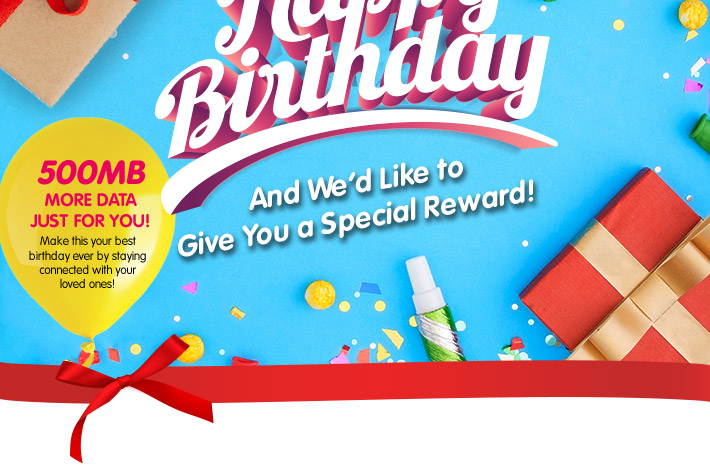 Happy
Birthday
And We'd Like to
Give You a Special Reward!
500MB
MORE DATA
JUST FOR YOU!
Make this your best
birthday ever by staying
connected with your
loved ones!